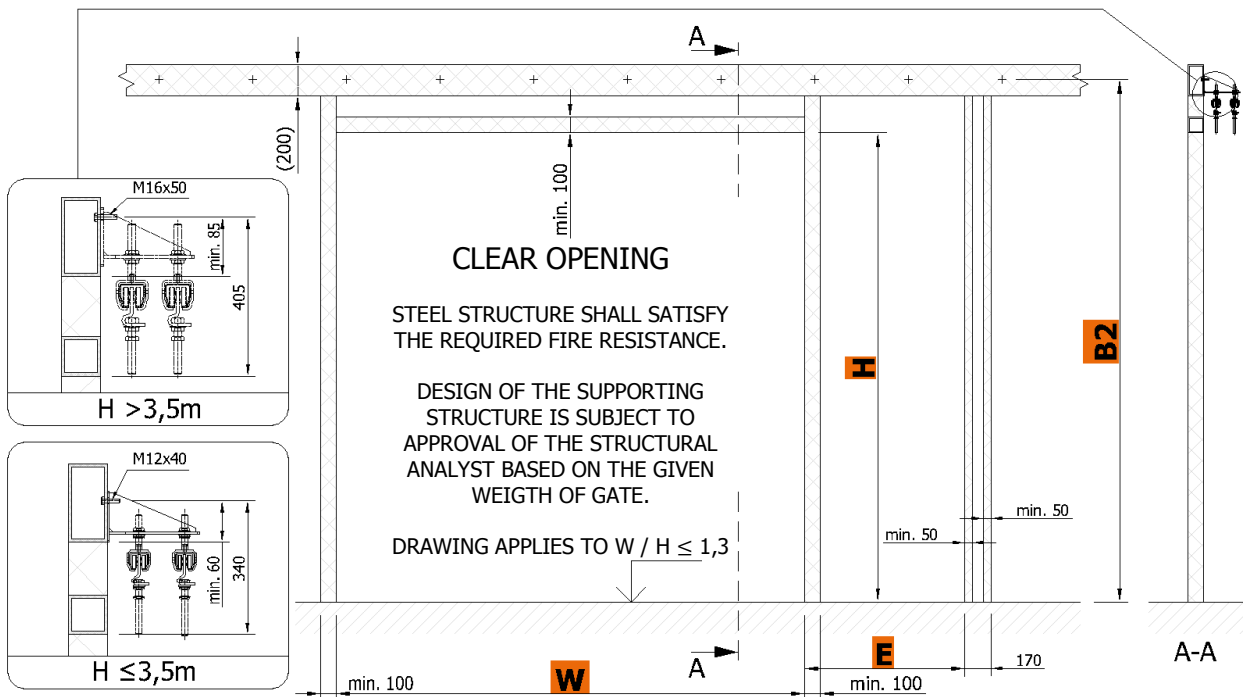 A
(200)
min. 100
M16x50
min. 85
405
H >3,5m
CLEAR OPENING
STEEL STRUCTURE SHALL SATISFY
THE REQUIRED FIRE RESISTANCE.
DESIGN OF THE SUPPORTING
STRUCTURE IS SUBJECT TO
APPROVAL OF THE STRUCTURAL
ANALYST BASED ON THE GIVEN
WEIGTH OF GATE.
DRAWING APPLIES TO W / H ≤ 1,3
H
B2
M12x40
min. 60
340
H ≤3,5m
min. 50
min. 50
A
E
170
A-A
min. 100
W
min. 100